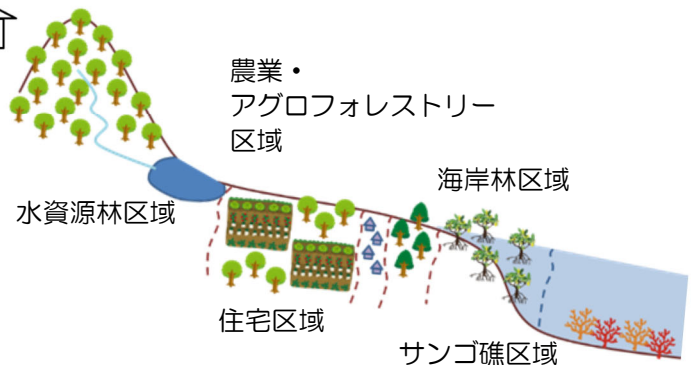 農業・
アグロフォレストリー
区域
海岸林区域
水資源林区域
住宅区域
サンゴ礁区域